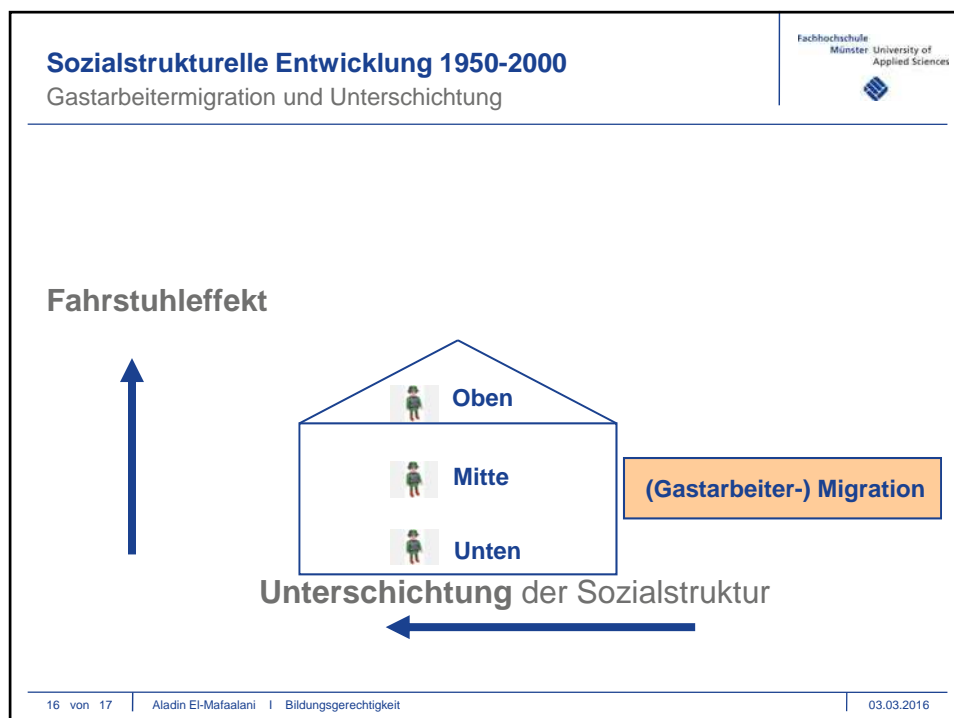 Sozialstrukturelle Entwicklung 1950-2000
Gastarbeitermigration und Unterschichtung
Fachhochschule
Münster University of
Applied Sciences
Fahrstuhleffekt
Oben
Mitte
(Gastarbeiter-) Migration
Unten
Unterschichtung der Sozialstruktur
16 von 17 Aladin El-Mafaalani I Bildungsgerechtigkeit 03.03.2016